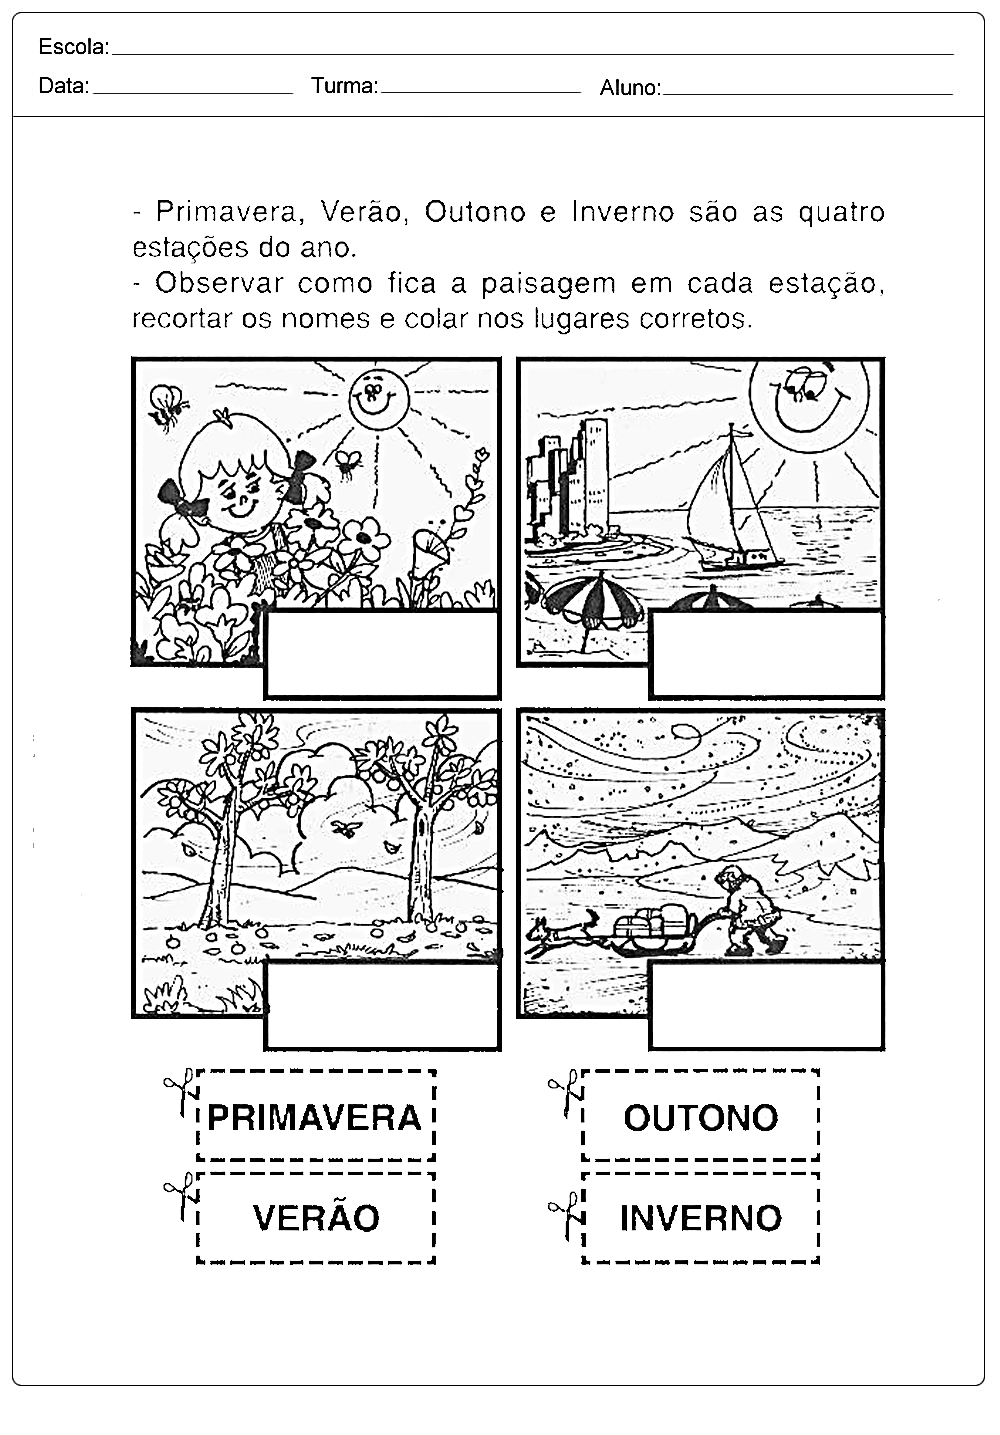 Escola:
Data: Turma: Aluno:
- Primavera, Verão, Outono e Inverno são as quatro
estações do ano.
- Observar como fica a paisagem em cada estação,
recortar os nomes e colar nos lugares corretos.
PRIMAVERA
OUTONO
VERÃO
INVERNO